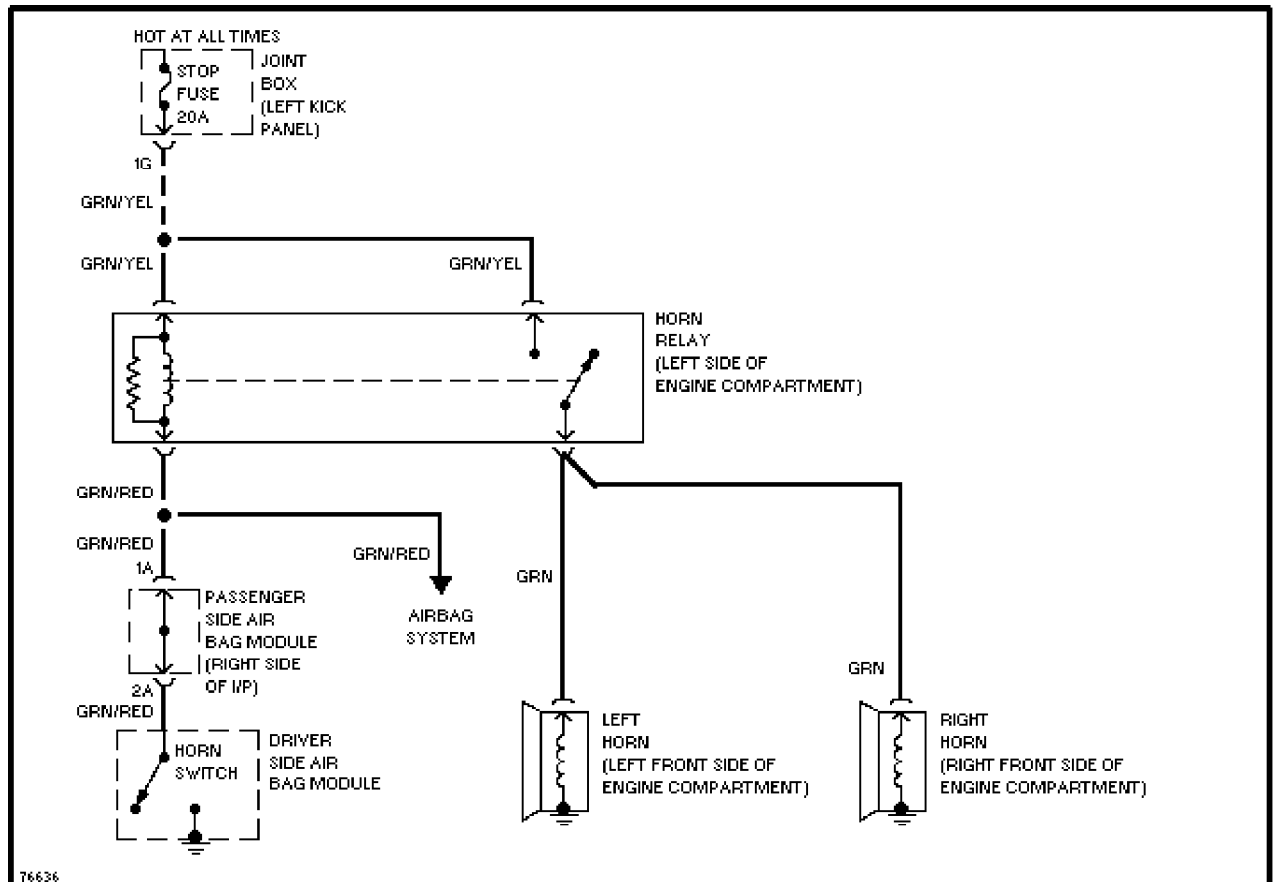 HOT AT ALL TIMES
STOP
FUSE
20A
JOINT
BOX
(LEFT KICK
PANEL)
1G
GRN/YEL
GRN/YEL
GRN/YEL
HORN
RELAY
(LEFT SIDE OF
ENGINE COMPARTMENT)
GRN/RED
GRN/RED
1A
GRN/RED
AIRBAG
SYSTEM
PASSENGER
SIDE AIR
BAG MODULE
(RIGHT SIDE
OF I/P)
2A
GRN/RED
HORN
SWITCH
DRIVER
SIDE AIR
BAG MODULE
GRN
GRN
LEFT
HORN
(LEFT FRONT SIDE OF
ENGINE COMPARTMENT)
RIGHT
HORN
(RIGHT FRONT SIDE OF
ENGINE COMPARTMENT)
76636